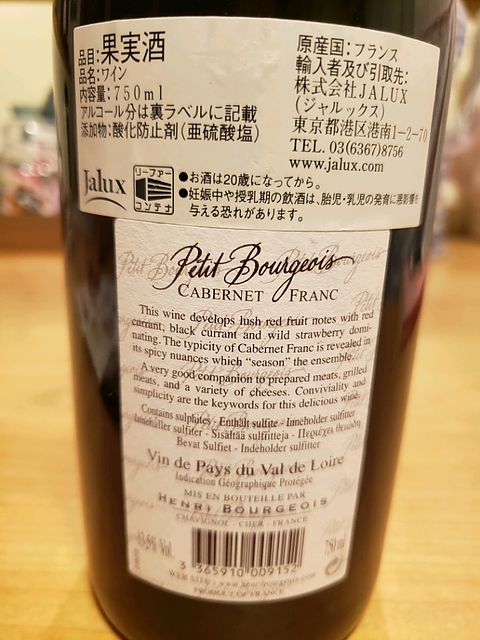 品目:果実酒
品名:ワイン
内容量:750ml
アルコール分は裏ラベルに記載
添加物:酸化防止剤(亜硫酸塩)
原産国:フランス
輸入者及び引取先:
株式会社JALUX
(ジャルックス)
東京都港区港南1-2-70
TEL. 03(6367)8756
www.jalux.com
Jalux
リーファー
コンテナ
●お酒は20歳になってから。
●妊娠中や授乳期の飲酒は、胎児・乳児の発育に悪影響を
与える恐れがあります。
Petit Bourgeois
CABERNET FRANC
This wine develops lush red fruit notes with red
currant, black currant and wild strawberry domi-
nating. The typicity of Cabernet Franc is revealed in
its spicy nuances which "season" the ensemble.
A very good companion to prepared meats, grilled
meats, and a variety of cheeses. Conviviality and
simplicity are the keywords for this delicious wine.
Contains sulphites - Enthält sulfite - Inneholder sulfitter
Innehåller sulfiter - Sisältää sulfiitteja - Περιέχει θειώδη
Bevat Sulfiet - Indeholder sulfitter
Vin de Pays du Val de Loire
Indication Géographique Protégée
MIS EN BOUTEILLE PAR
HENRI BOURGEOIS
CHAVIGNOL - CHER - FRANCE
Vol.
750 ml
3 365910 009152
PRODUCT OF FRANCE